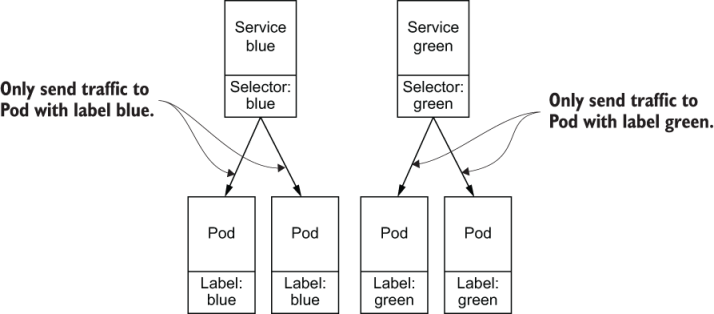 Service
blue
Selector:
blue
Service
green
Selector:
green
Only send traffic to
Pod with label blue.
Only send traffic to
Pod with label green.
Pod
Label:
blue
Pod
Label:
blue
Pod
Label:
green
Pod
Label:
green